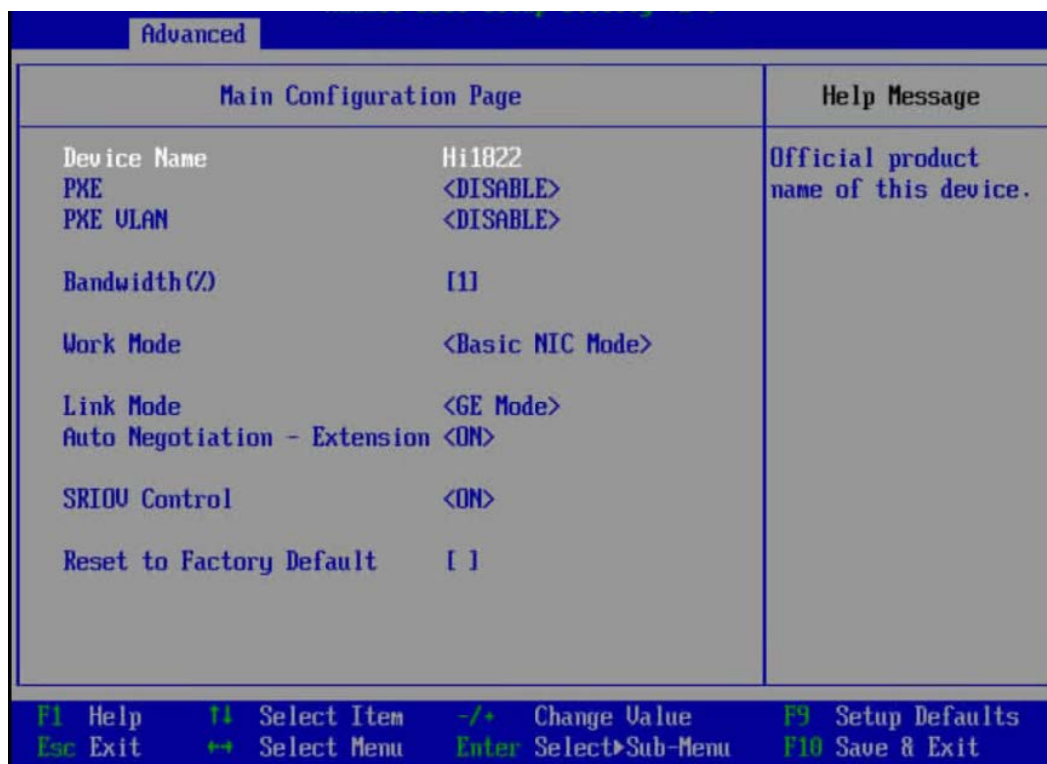 Advanced
Main Configuration Page
Help Message
Device Name Hi1822
PXE <DISABLE>
PXE VLAN <DISABLE>
Bandwidth(%) [1]
Work Mode <Basic NIC Mode>
Link Mode <GE Mode>
Auto Negotiation - Extension <ON>
SRIOV Control <ON>
Reset to Factory Default [ ]
Official product
name of this device.
F1 Help ↑↓ Select Item -/+ Change Value F9 Setup Defaults
Esc Exit ←→ Select Menu Enter Select▶Sub-Menu F10 Save & Exit